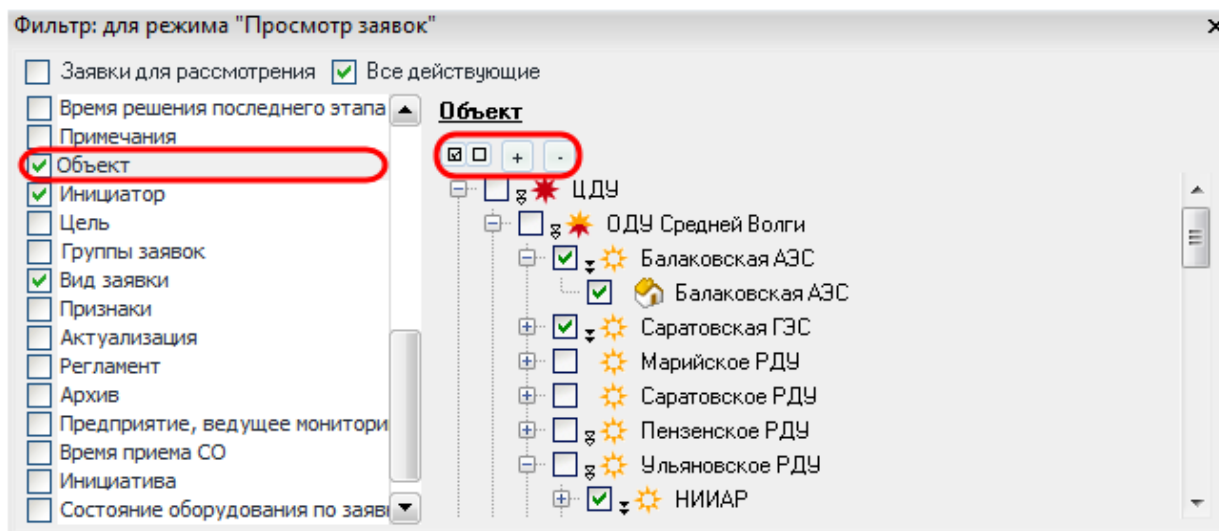 Фильтр: для режима "Просмотр заявок"
Заявки для рассмотрения Все действующие
Время решения последнего этапа
Примечания
Объект
Инициатор
Цель
Группы заявок
Вид заявки
Признаки
Актуализация
Регламент
Архив
Предприятие, ведущее монитори
Время приема СО
Инициатива
Состояние оборудования по заяв
Объект
+ -
ЦДУ
ОДУ Средней Волги
Балаковская АЭС
Балаковская АЭС
Саратовская ГЭС
Марийское РДУ
Саратовское РДУ
Пензенское РДУ
Ульяновское РДУ
НИИАР